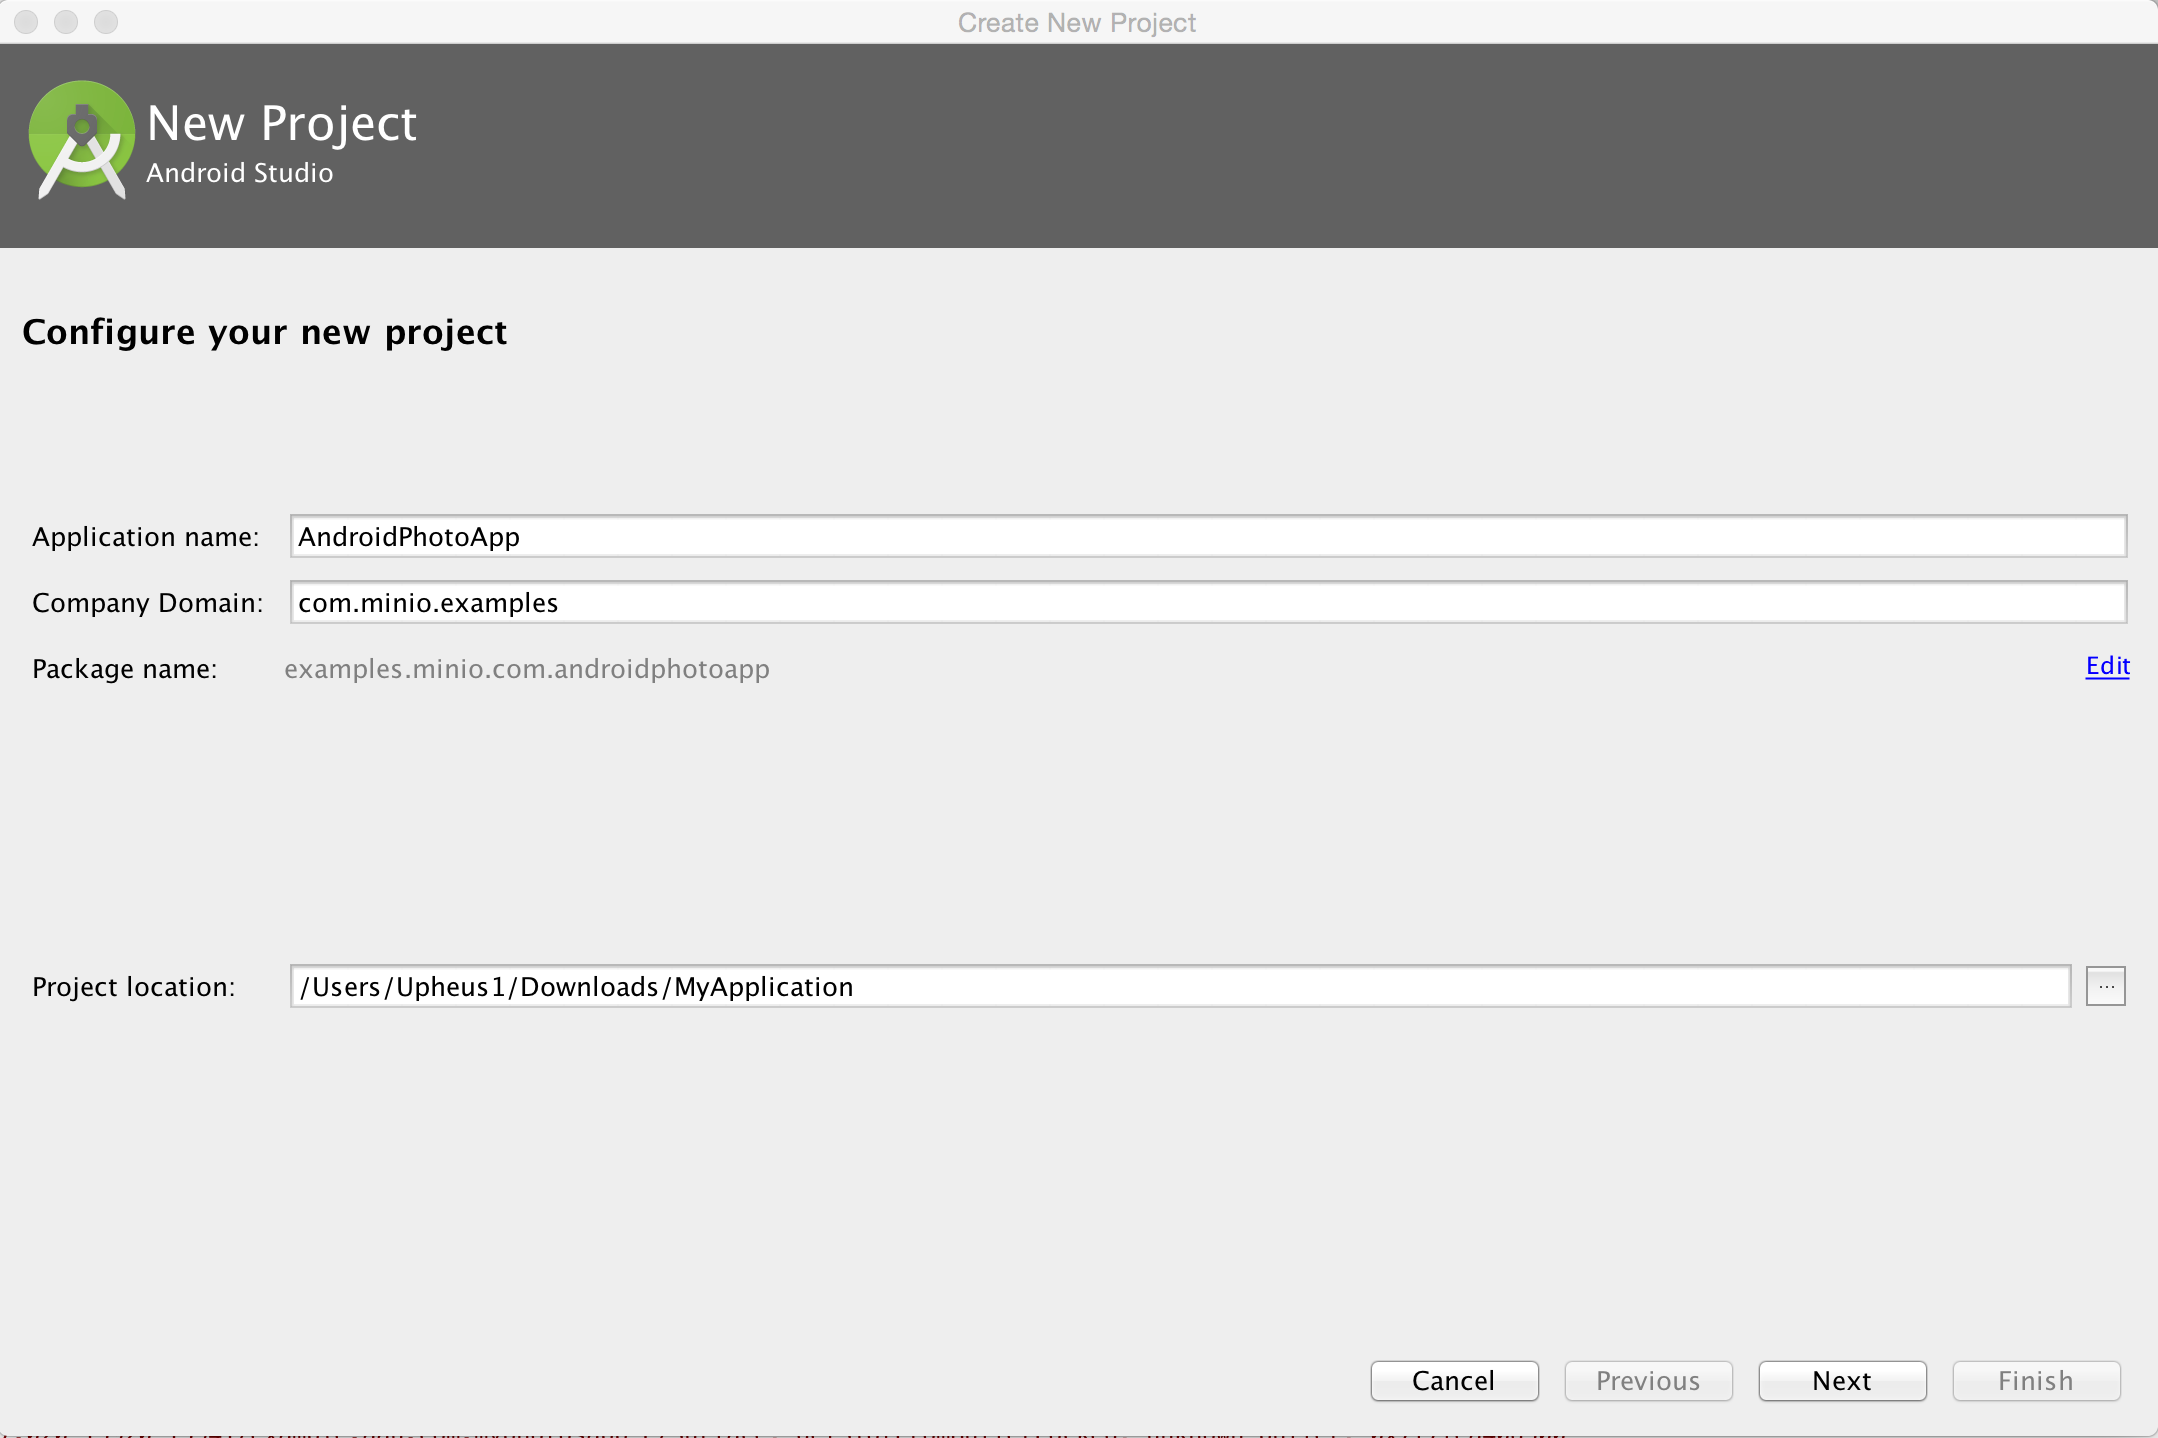 Create New Project
New Project
Android Studio
Configure your new project
Application name: AndroidPhotoApp
Company Domain: com.minio.examples
Package name: examples.minio.com.androidphotoapp Edit
Project location: /Users/Upheus1/Downloads/MyApplication ...
Cancel Previous Next Finish